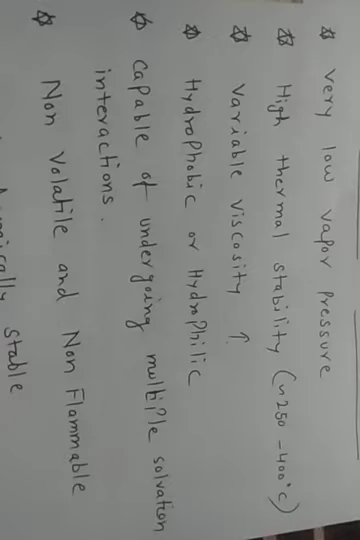 ☆ Very low vapor pressure
☆ High thermal stability (~250 - 400°C)
☆ Variable viscosity ↑
☆ Hydrophobic or Hydrophilic
☆ Capable of undergoing multiple solvation
interactions.
☆ Non volatile and Non Flammable
stable